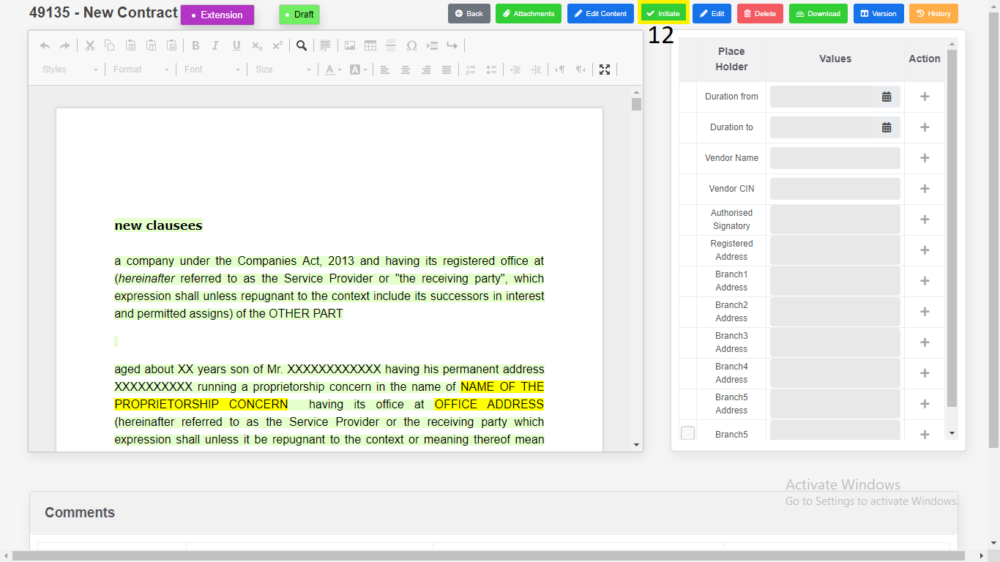 49135 - New Contract
Extension
Draft
Back
Attachments
Edit Content
Initiate
Edit
Delete
Download
Version
History
12
Styles
Format
Font
Size
new clausees
a company under the Companies Act, 2013 and having its registered office at
(hereinafter referred to as the Service Provider or "the receiving party", which
expression shall unless repugnant to the context include its successors in interest
and permitted assigns) of the OTHER PART
aged about XX years son of Mr. XXXXXXXXXXXX having his permanent address
XXXXXXXXXX running a proprietorship concern in the name of NAME OF THE
PROPRIETORSHIP CONCERN having its office at OFFICE ADDRESS
(hereinafter referred to as the Service Provider or the receiving party which
expression shall unless it be repugnant to the context or meaning thereof mean
Place
Holder
Values
Action
Duration from
Duration to
Vendor Name
Vendor CIN
Authorised
Signatory
Registered
Address
Branch1
Address
Branch2
Address
Branch3
Address
Branch4
Address
Branch5
Address
Branch5
Activate Windows
Go to Settings to activate Windows.
Comments